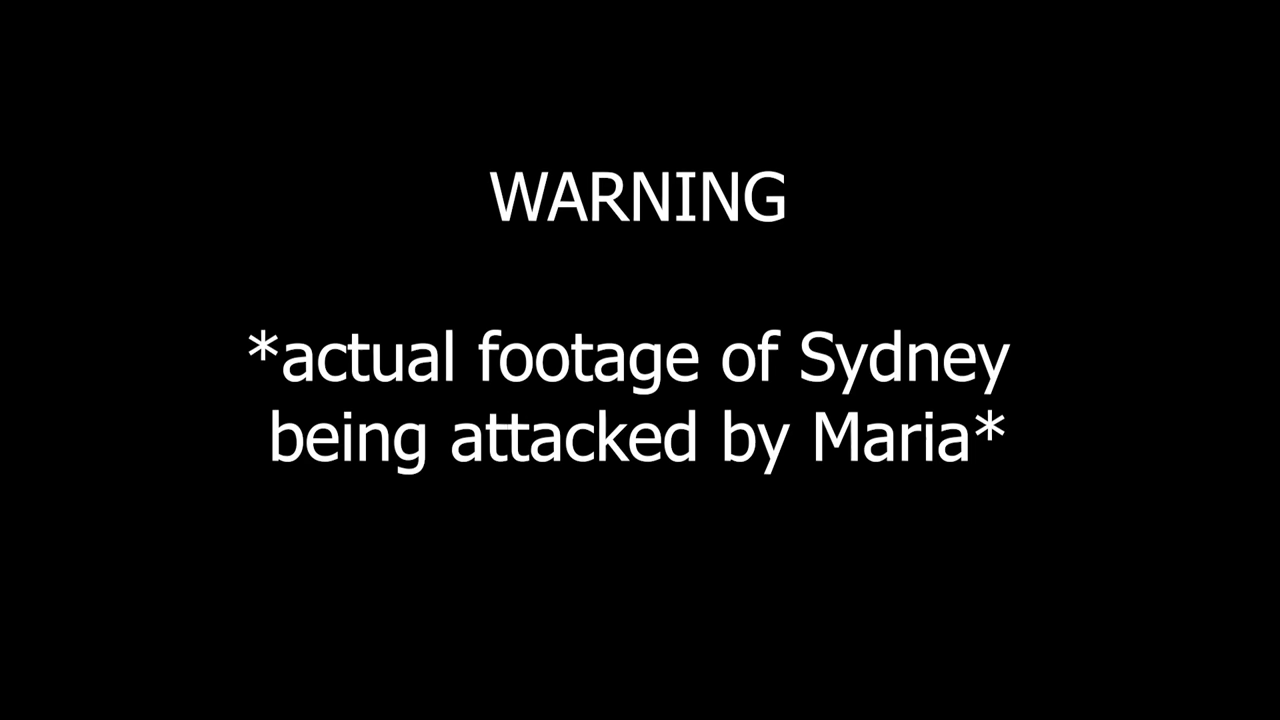 WARNING
*actual footage of Sydney
being attacked by Maria*